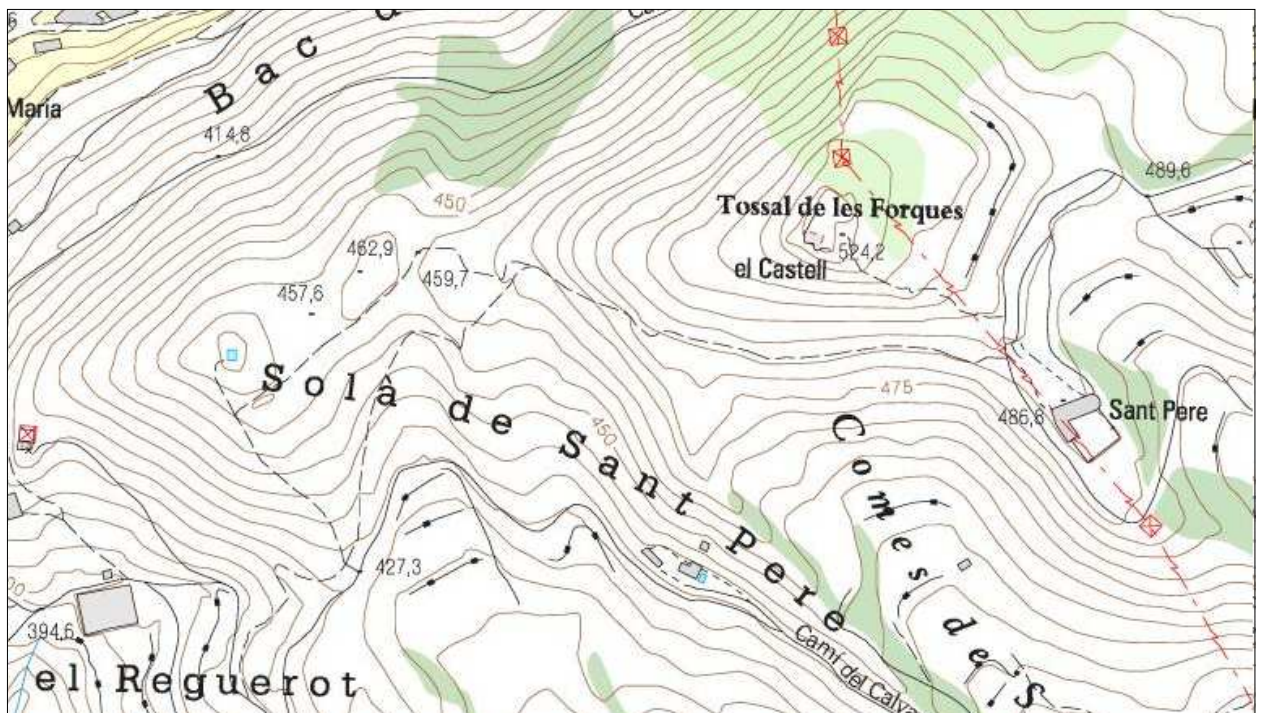 Bac
María
414,8
489,6
450
Tossal de les Forques
462,9
524,2
459,7
el Castell
457,6
Solà de Sant Pere
475
450
486,8
Sant Pere
Comes de S
427,3
394,6
Camí del Calva
el Reguerot